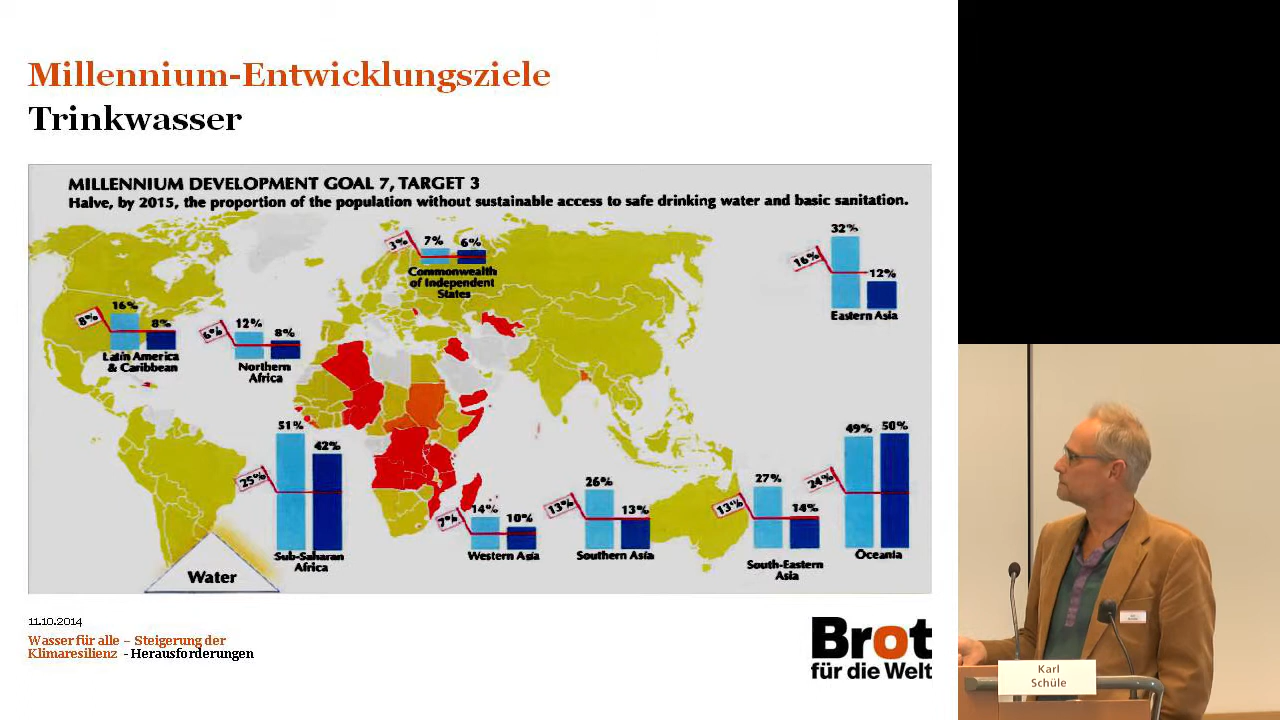 Millennium-Entwicklungsziele
Trinkwasser
MILLENNIUM DEVELOPMENT GOAL 7, TARGET 3
Halve, by 2015, the proportion of the population without sustainable access to safe drinking water and basic sanitation.
3%
7%
6%
Commonwealth
of Independent
States
16%
32%
12%
Eastern Asia
8%
16%
8%
Latin America
& Caribbean
6%
12%
8%
Northern
Africa
25%
51%
42%
Sub-Saharan
Africa
7%
14%
10%
Western Asia
13%
26%
13%
Southern Asia
13%
27%
14%
South-Eastern
Asia
24%
49%
50%
Oceania
Water
11.10.2014
Wasser für alle – Steigerung der
Klimaresilienz - Herausforderungen
Brot
für die Welt
Karl
Schüle